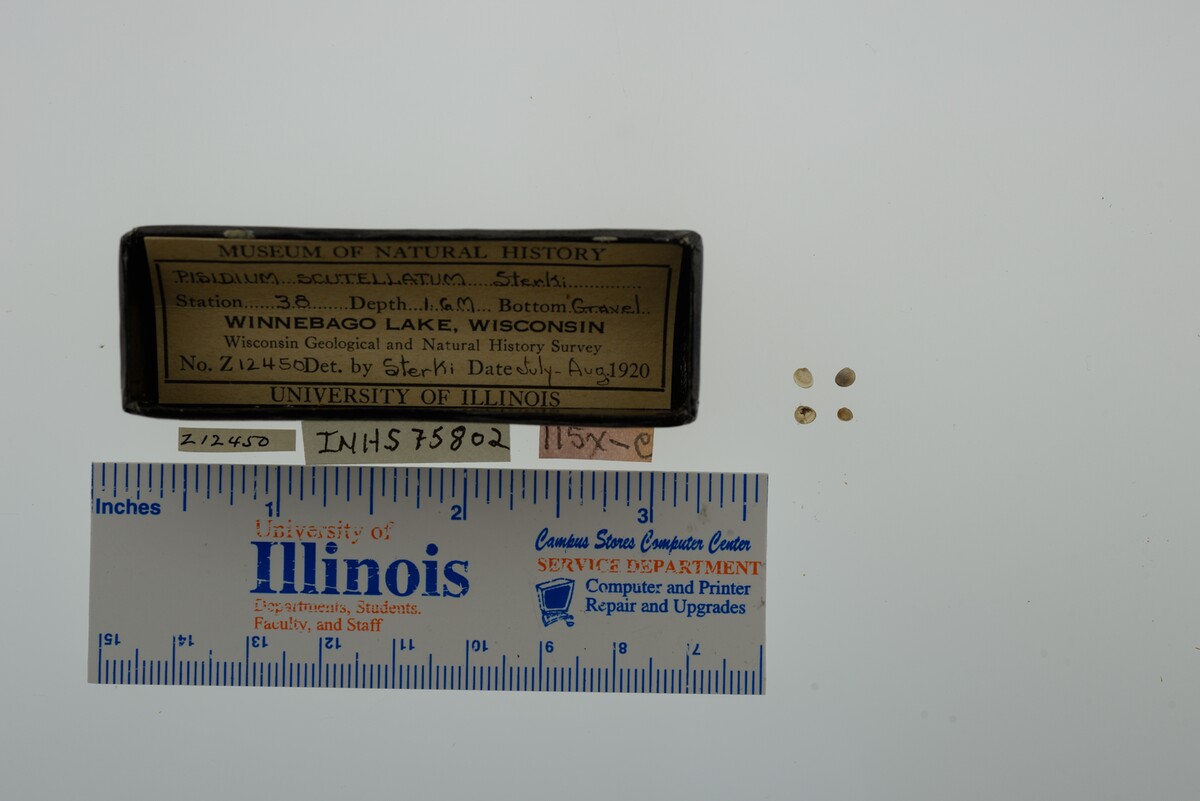 MUSEUM OF NATURAL HISTORY
PISIDIUM SCUTELLATUM Sterki
Station 38 Depth 1.6M Bottom Gravel
WINNEBAGO LAKE, WISCONSIN
Wisconsin Geological and Natural History Survey
No. Z12450 Det. by Sterki Date July-Aug. 1920
UNIVERSITY OF ILLINOIS
Z12450
INHS75802
115x-c
Inches 1 2 3
University of
Illinois
Departments, Students,
Faculty, and Staff
Campus Stores Computer Center
SERVICE DEPARTMENT
Computer and Printer
Repair and Upgrades
15 14 13 12 11 10 9 8 7